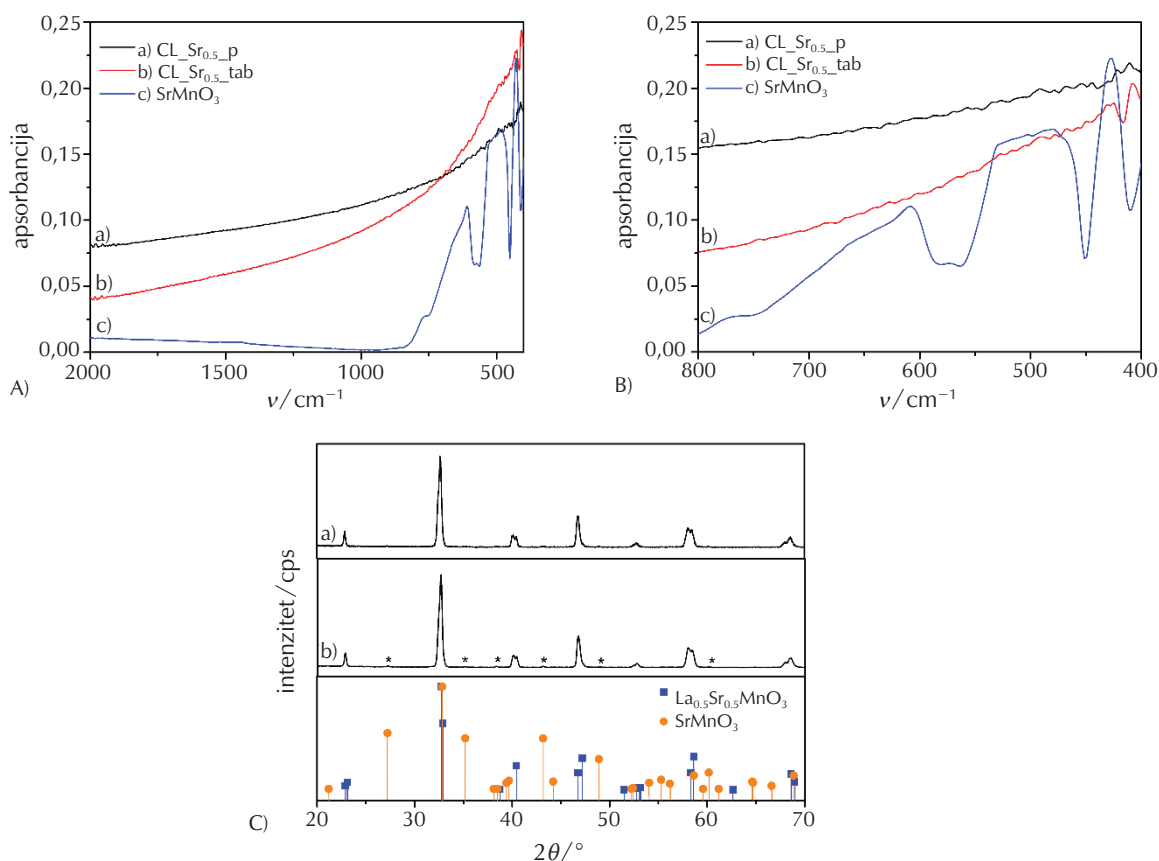 0,25
0,20
0,15
0,10
0,05
0,00
apsorbancija
a) CL_Sr0.5_p
b) CL_Sr0.5_tab
c) SrMnO3
a)
b)
c)
2000 1500 1000 500
ν/cm−1
A)
0,25
0,20
0,15
0,10
0,05
0,00
apsorbancija
a) CL_Sr0.5_p
b) CL_Sr0.5_tab
c) SrMnO3
a)
b)
c)
800 700 600 500 400
ν/cm−1
B)
intenzitet/cps
a)
b)
* * * * * *
La0.5Sr0.5MnO3
SrMnO3
20 30 40 50 60 70
2θ/°
C)